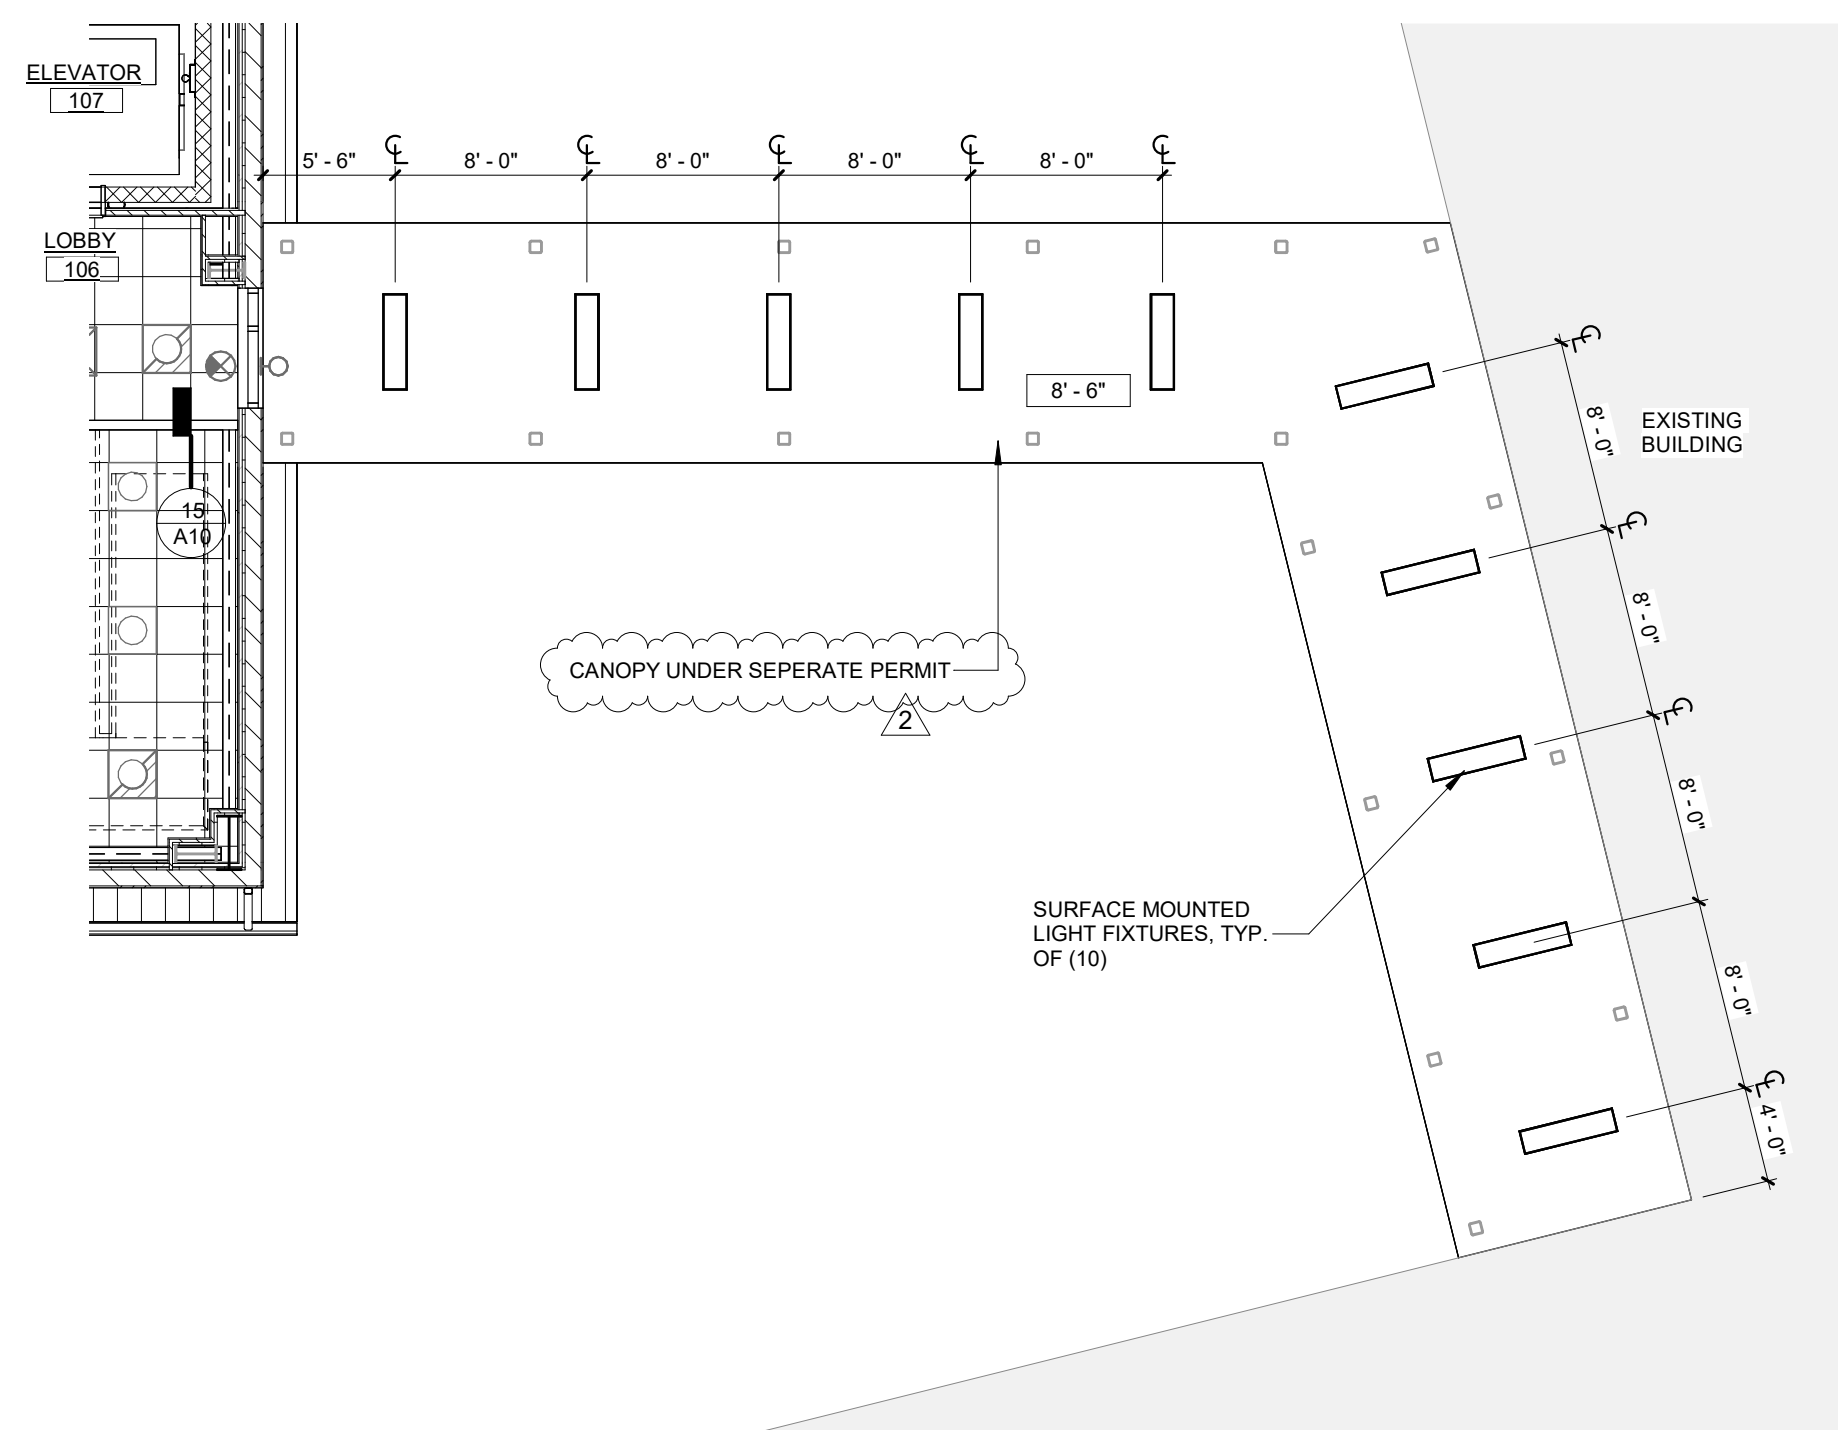 ELEVATOR
107
5' - 6"
8' - 0"
8' - 0"
8' - 0"
8' - 0"
℄
℄
℄
℄
℄
LOBBY
106
8' - 6"
℄
8' - 0"
EXISTING
BUILDING
℄
8' - 0"
15
A10
CANOPY UNDER SEPERATE PERMIT
2
℄
8' - 0"
SURFACE MOUNTED
LIGHT FIXTURES, TYP.
OF (10)
8' - 0"
℄
4' - 0"